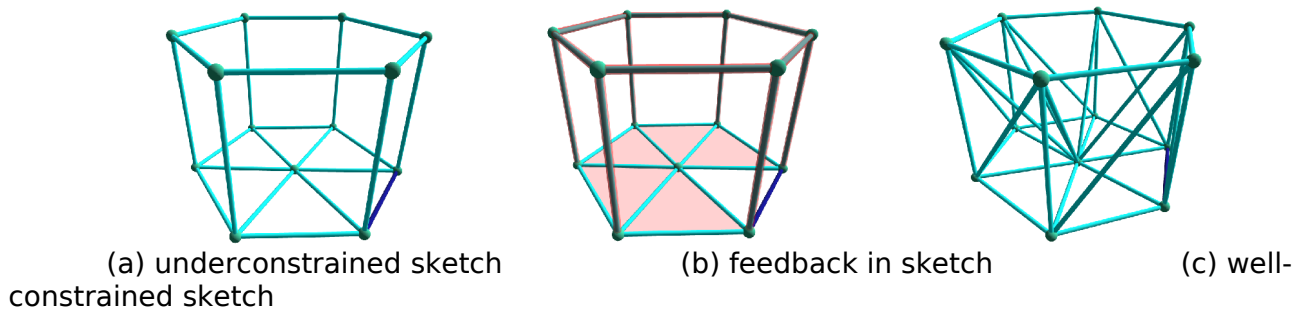 (a) underconstrained sketch (b) feedback in sketch (c) well-
constrained sketch